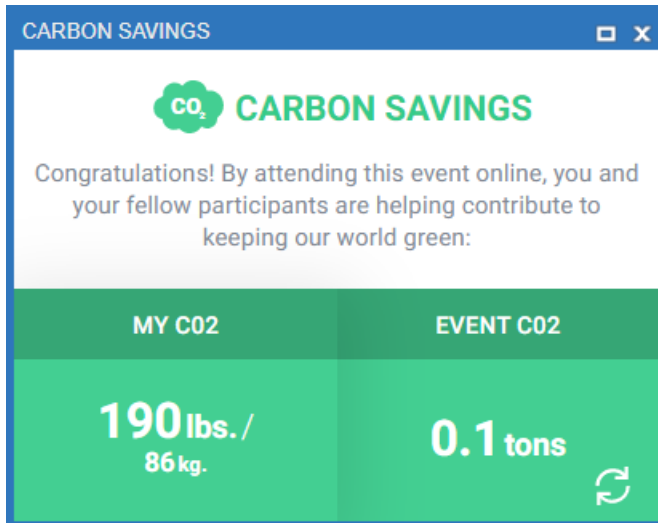 CARBON SAVINGS
CO₂ CARBON SAVINGS
Congratulations! By attending this event online, you and
your fellow participants are helping contribute to
keeping our world green:
MY C02
EVENT C02
190 lbs. /
86 kg.
0.1 tons